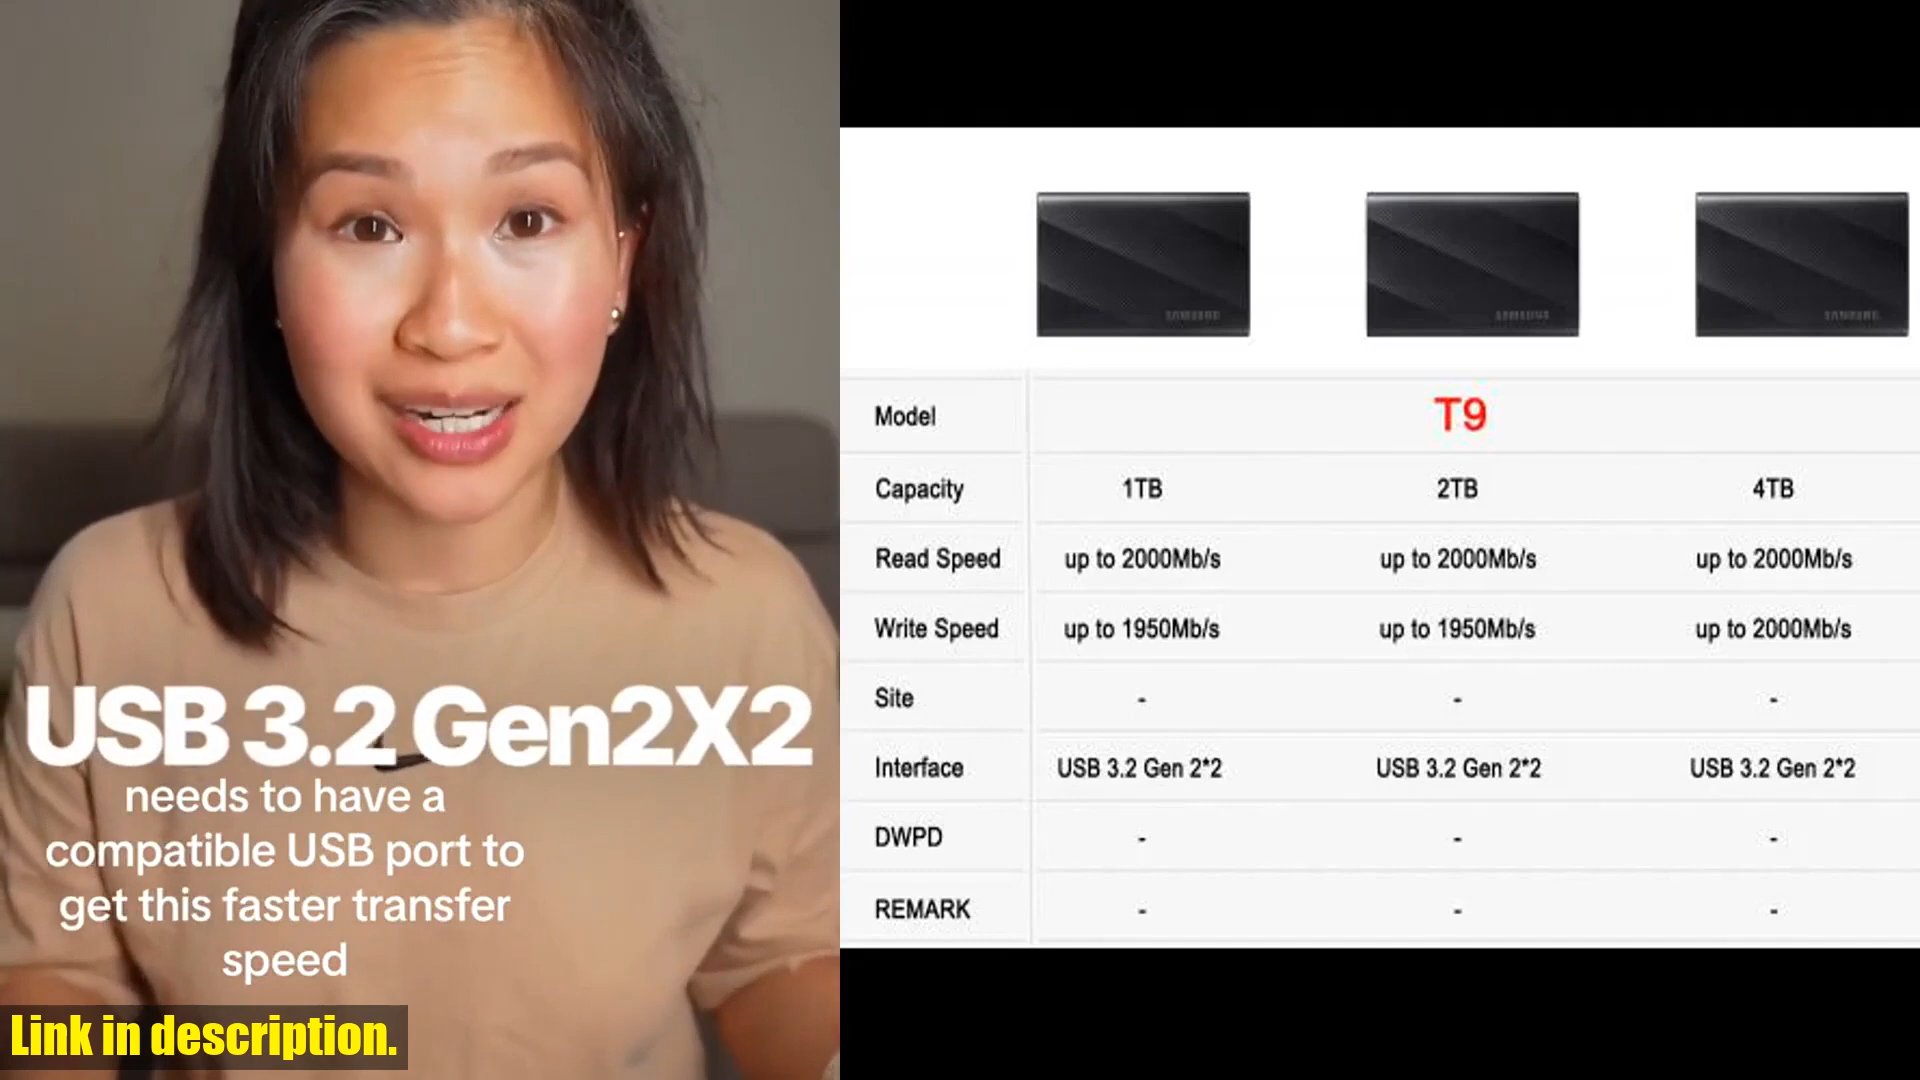 USB 3.2 Gen2X2
needs to have a
compatible USB port to
get this faster transfer
speed
Link in description.
SAMSUNG SAMSUNG SAMSUNG
Model T9
Capacity 1TB 2TB 4TB
Read Speed up to 2000Mb/s up to 2000Mb/s up to 2000Mb/s
Write Speed up to 1950Mb/s up to 1950Mb/s up to 2000Mb/s
Site - - -
Interface USB 3.2 Gen 2*2 USB 3.2 Gen 2*2 USB 3.2 Gen 2*2
DWPD - - -
REMARK - - -